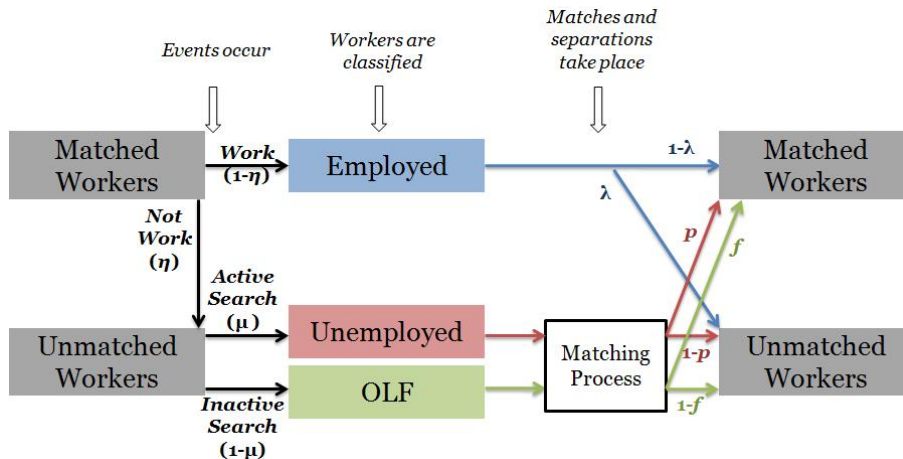 Events occur
Workers are
classified
Matches and
separations
take place
Matched
Workers
Work
(1-η)
Employed
1-λ
λ
Matched
Workers
Not
Work
(η)
p
f
Active
Search
(μ)
Unmatched
Workers
Unemployed
OLF
Matching
Process
1-p
1-f
Unmatched
Workers
Inactive
Search
(1-μ)